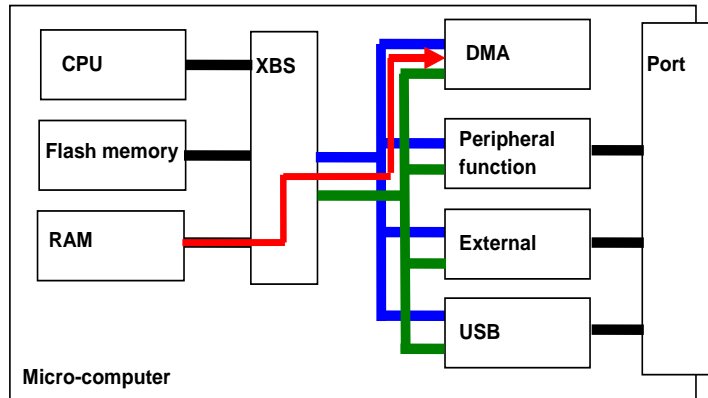 CPU
XBS
DMA
Port
Flash memory
Peripheral
function
RAM
External
USB
Micro-computer